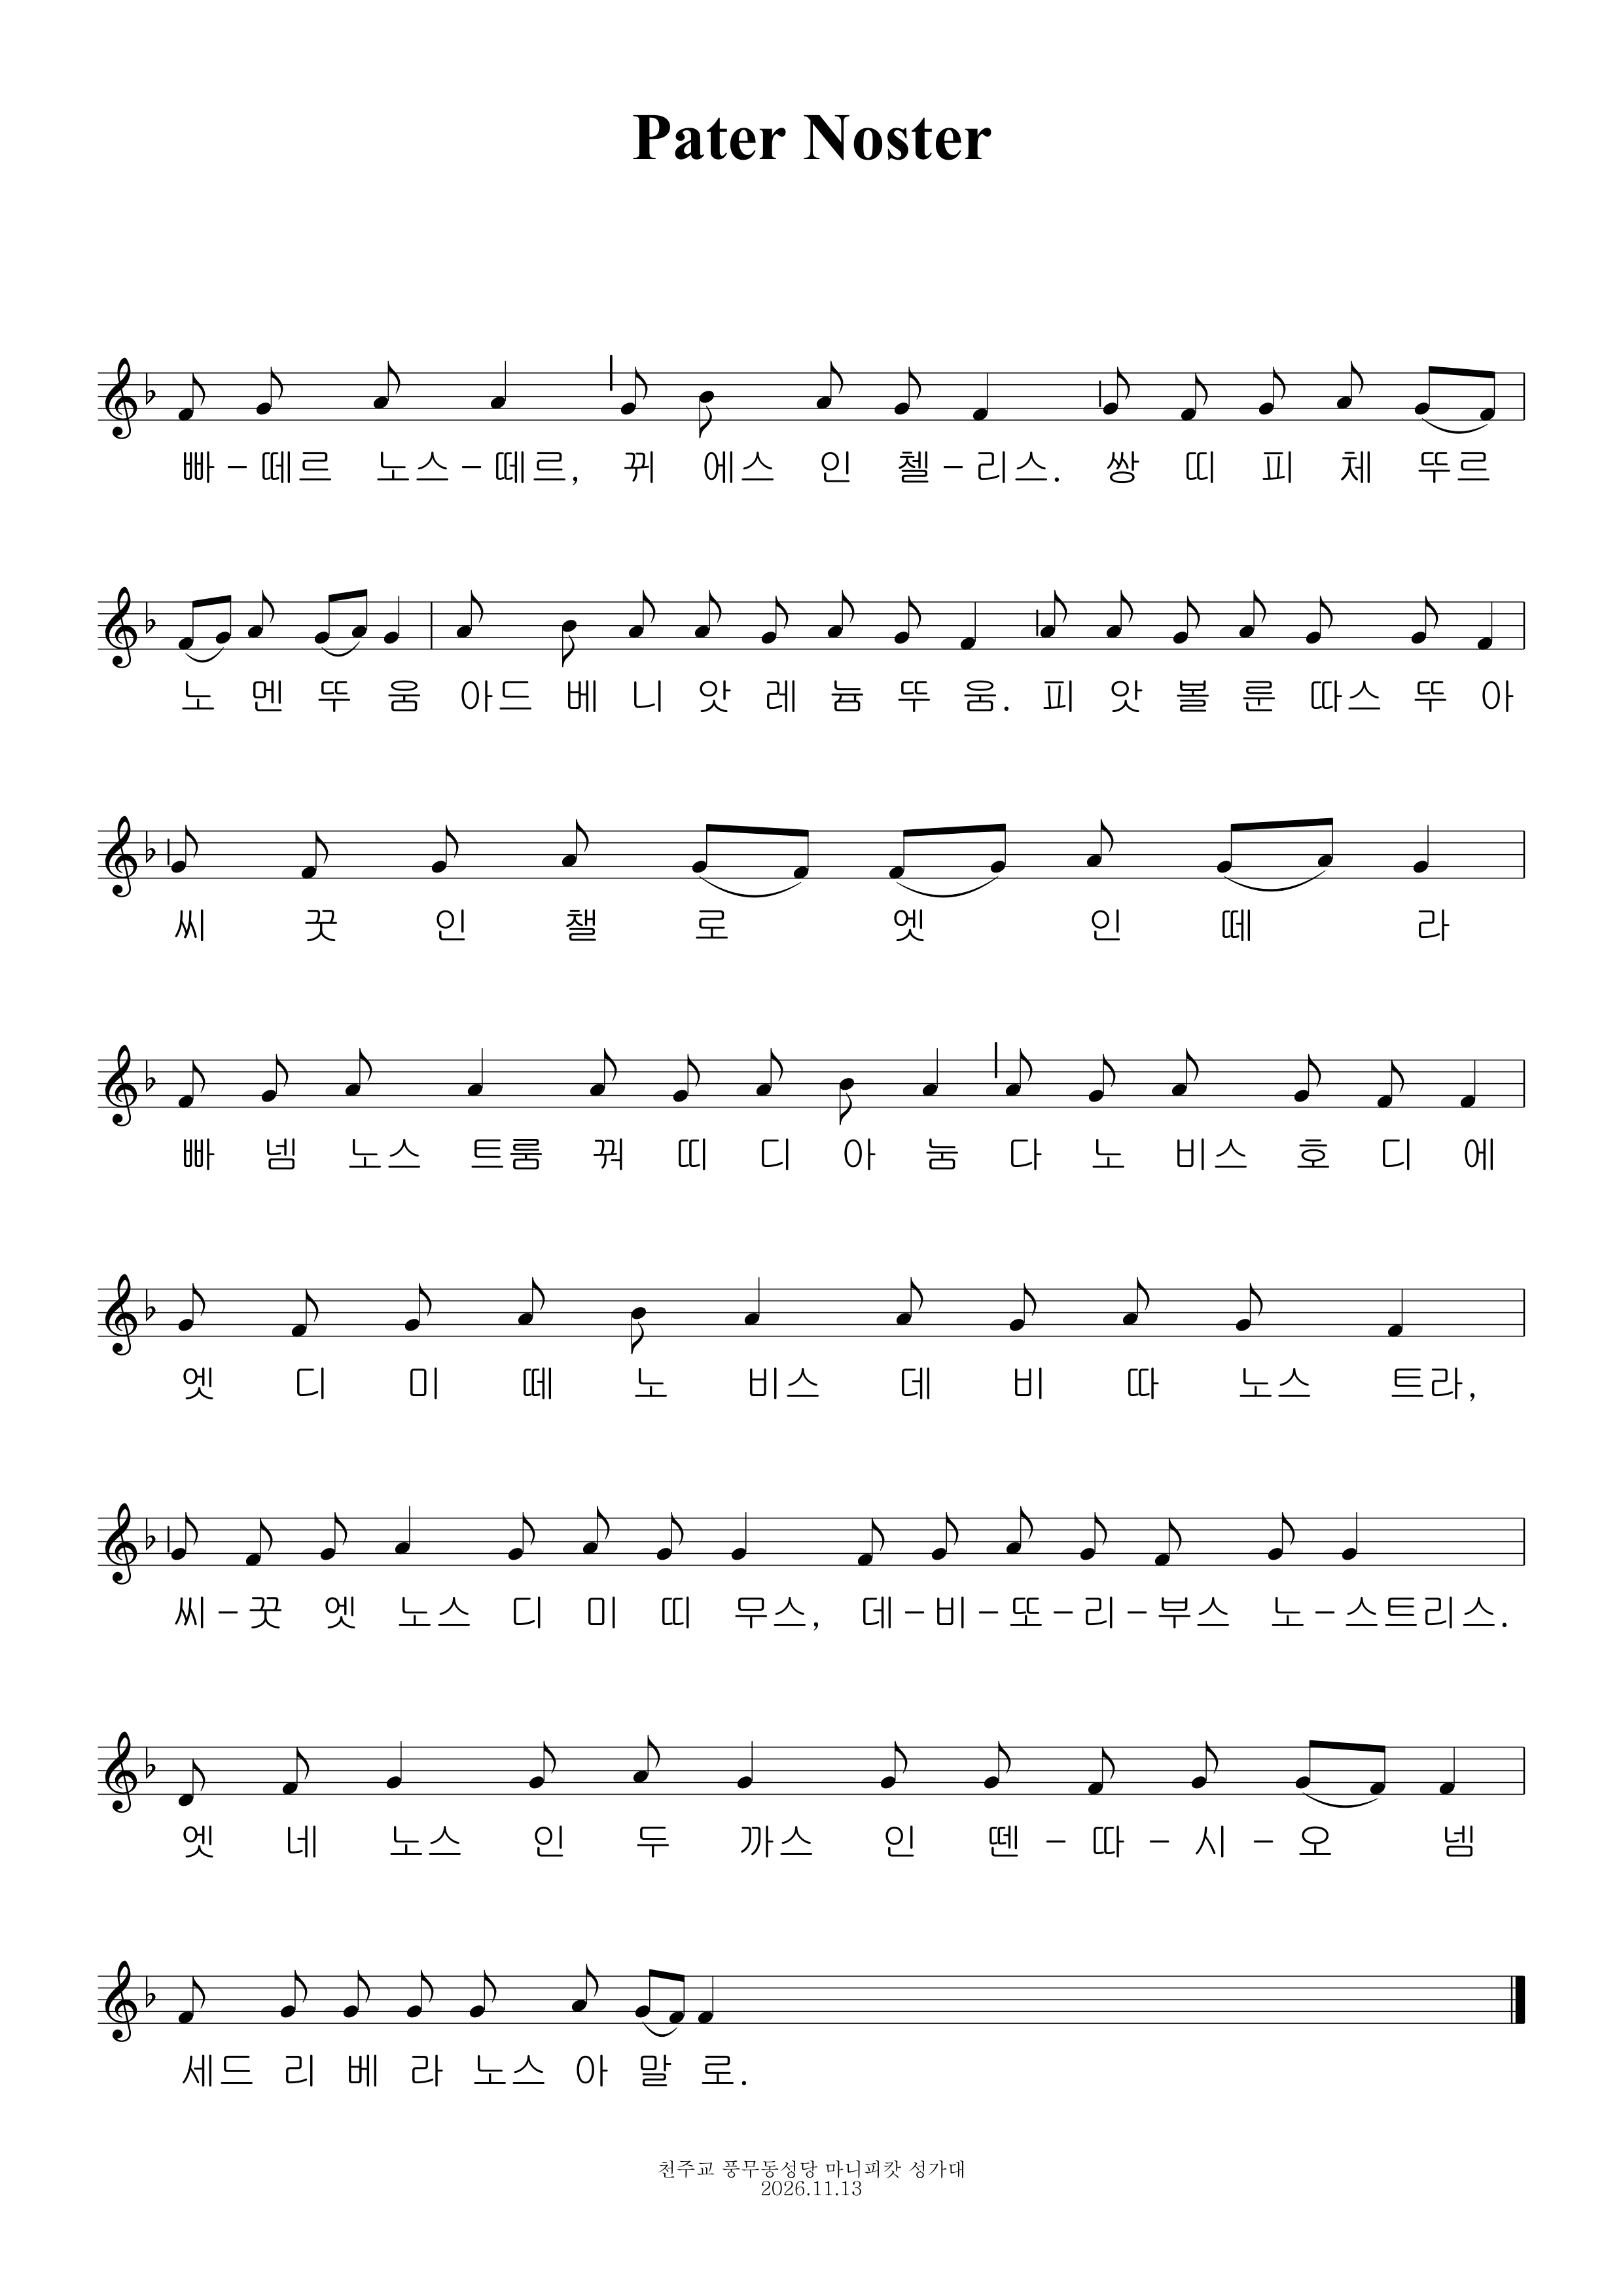 Pater Noster
빠-떼르 노스-떼르, 뀌 에스 인 첼-리스. 쌍 띠 피 체 뚜르
노 멘 뚜 움 아드 베 니 앗 레 늄 뚜 움. 피 앗 볼 룬 따스 뚜 아
씨 꿋 인 챌 로 엣 인 떼 라
빠 넴 노스 트룸 꿔 띠 디 아 눔 다 노 비스 호 디 에
엣 디 미 떼 노 비스 데 비 따 노스 트라,
씨-꿋 엣 노스 디 미 띠 무스, 데-비-또-리-부스 노-스트리스.
엣 네 노스 인 두 까스 인 뗀-따-시-오 넴
세드 리 베 라 노스 아 말 로.
천주교 풍무동성당 마니피캇 성가대
2026.11.13